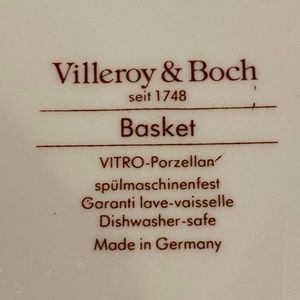 Villeroy & Boch
seit 1748
Basket
VITRO-Porzellan
spülmaschinenfest
Garanti lave-vaisselle
Dishwasher-safe
Made in Germany